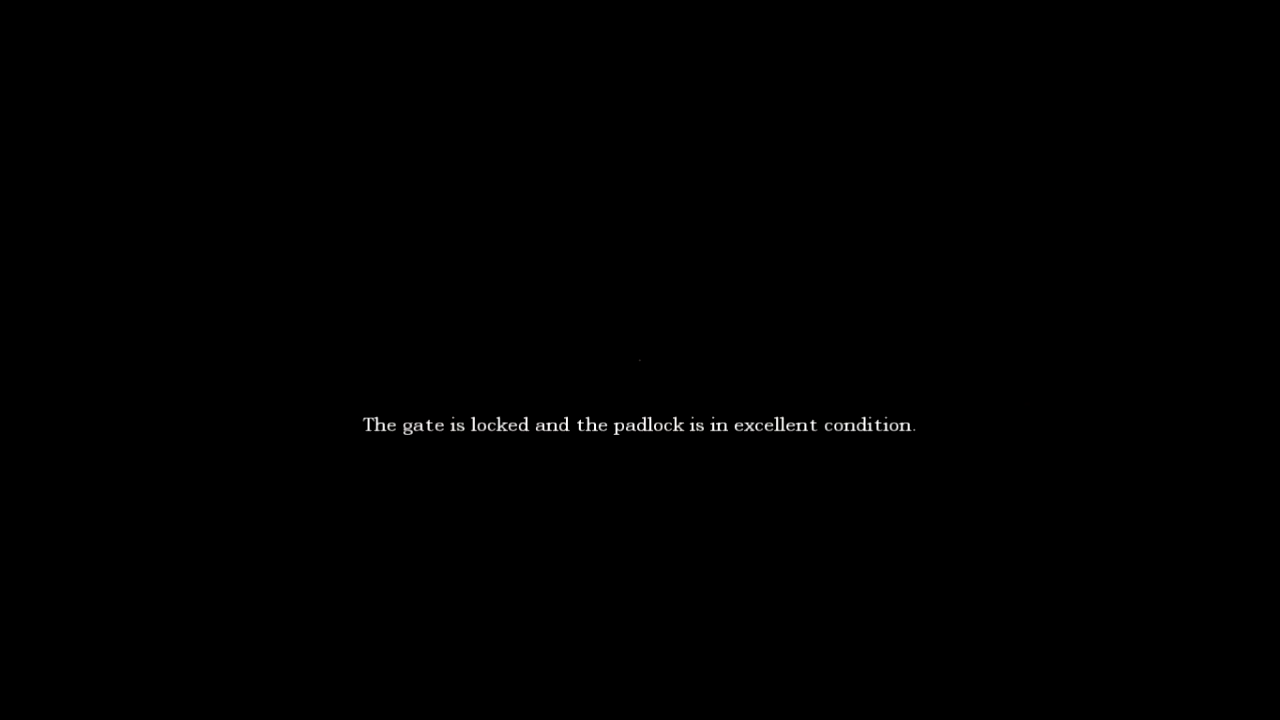 The gate is locked and the padlock is in excellent condition.